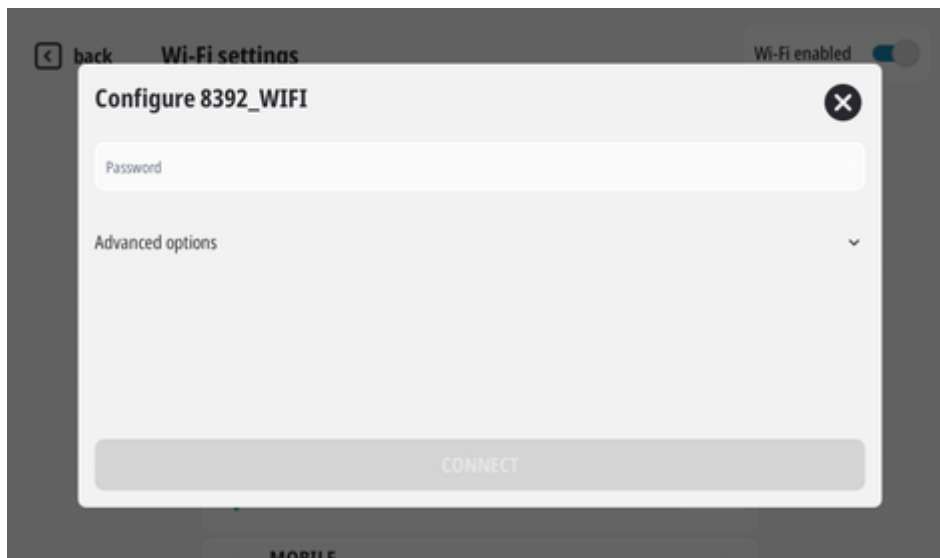 back Wi-Fi settings Wi-Fi enabled
Configure 8392_WIFI
Password
Advanced options
CONNECT
MOBILE